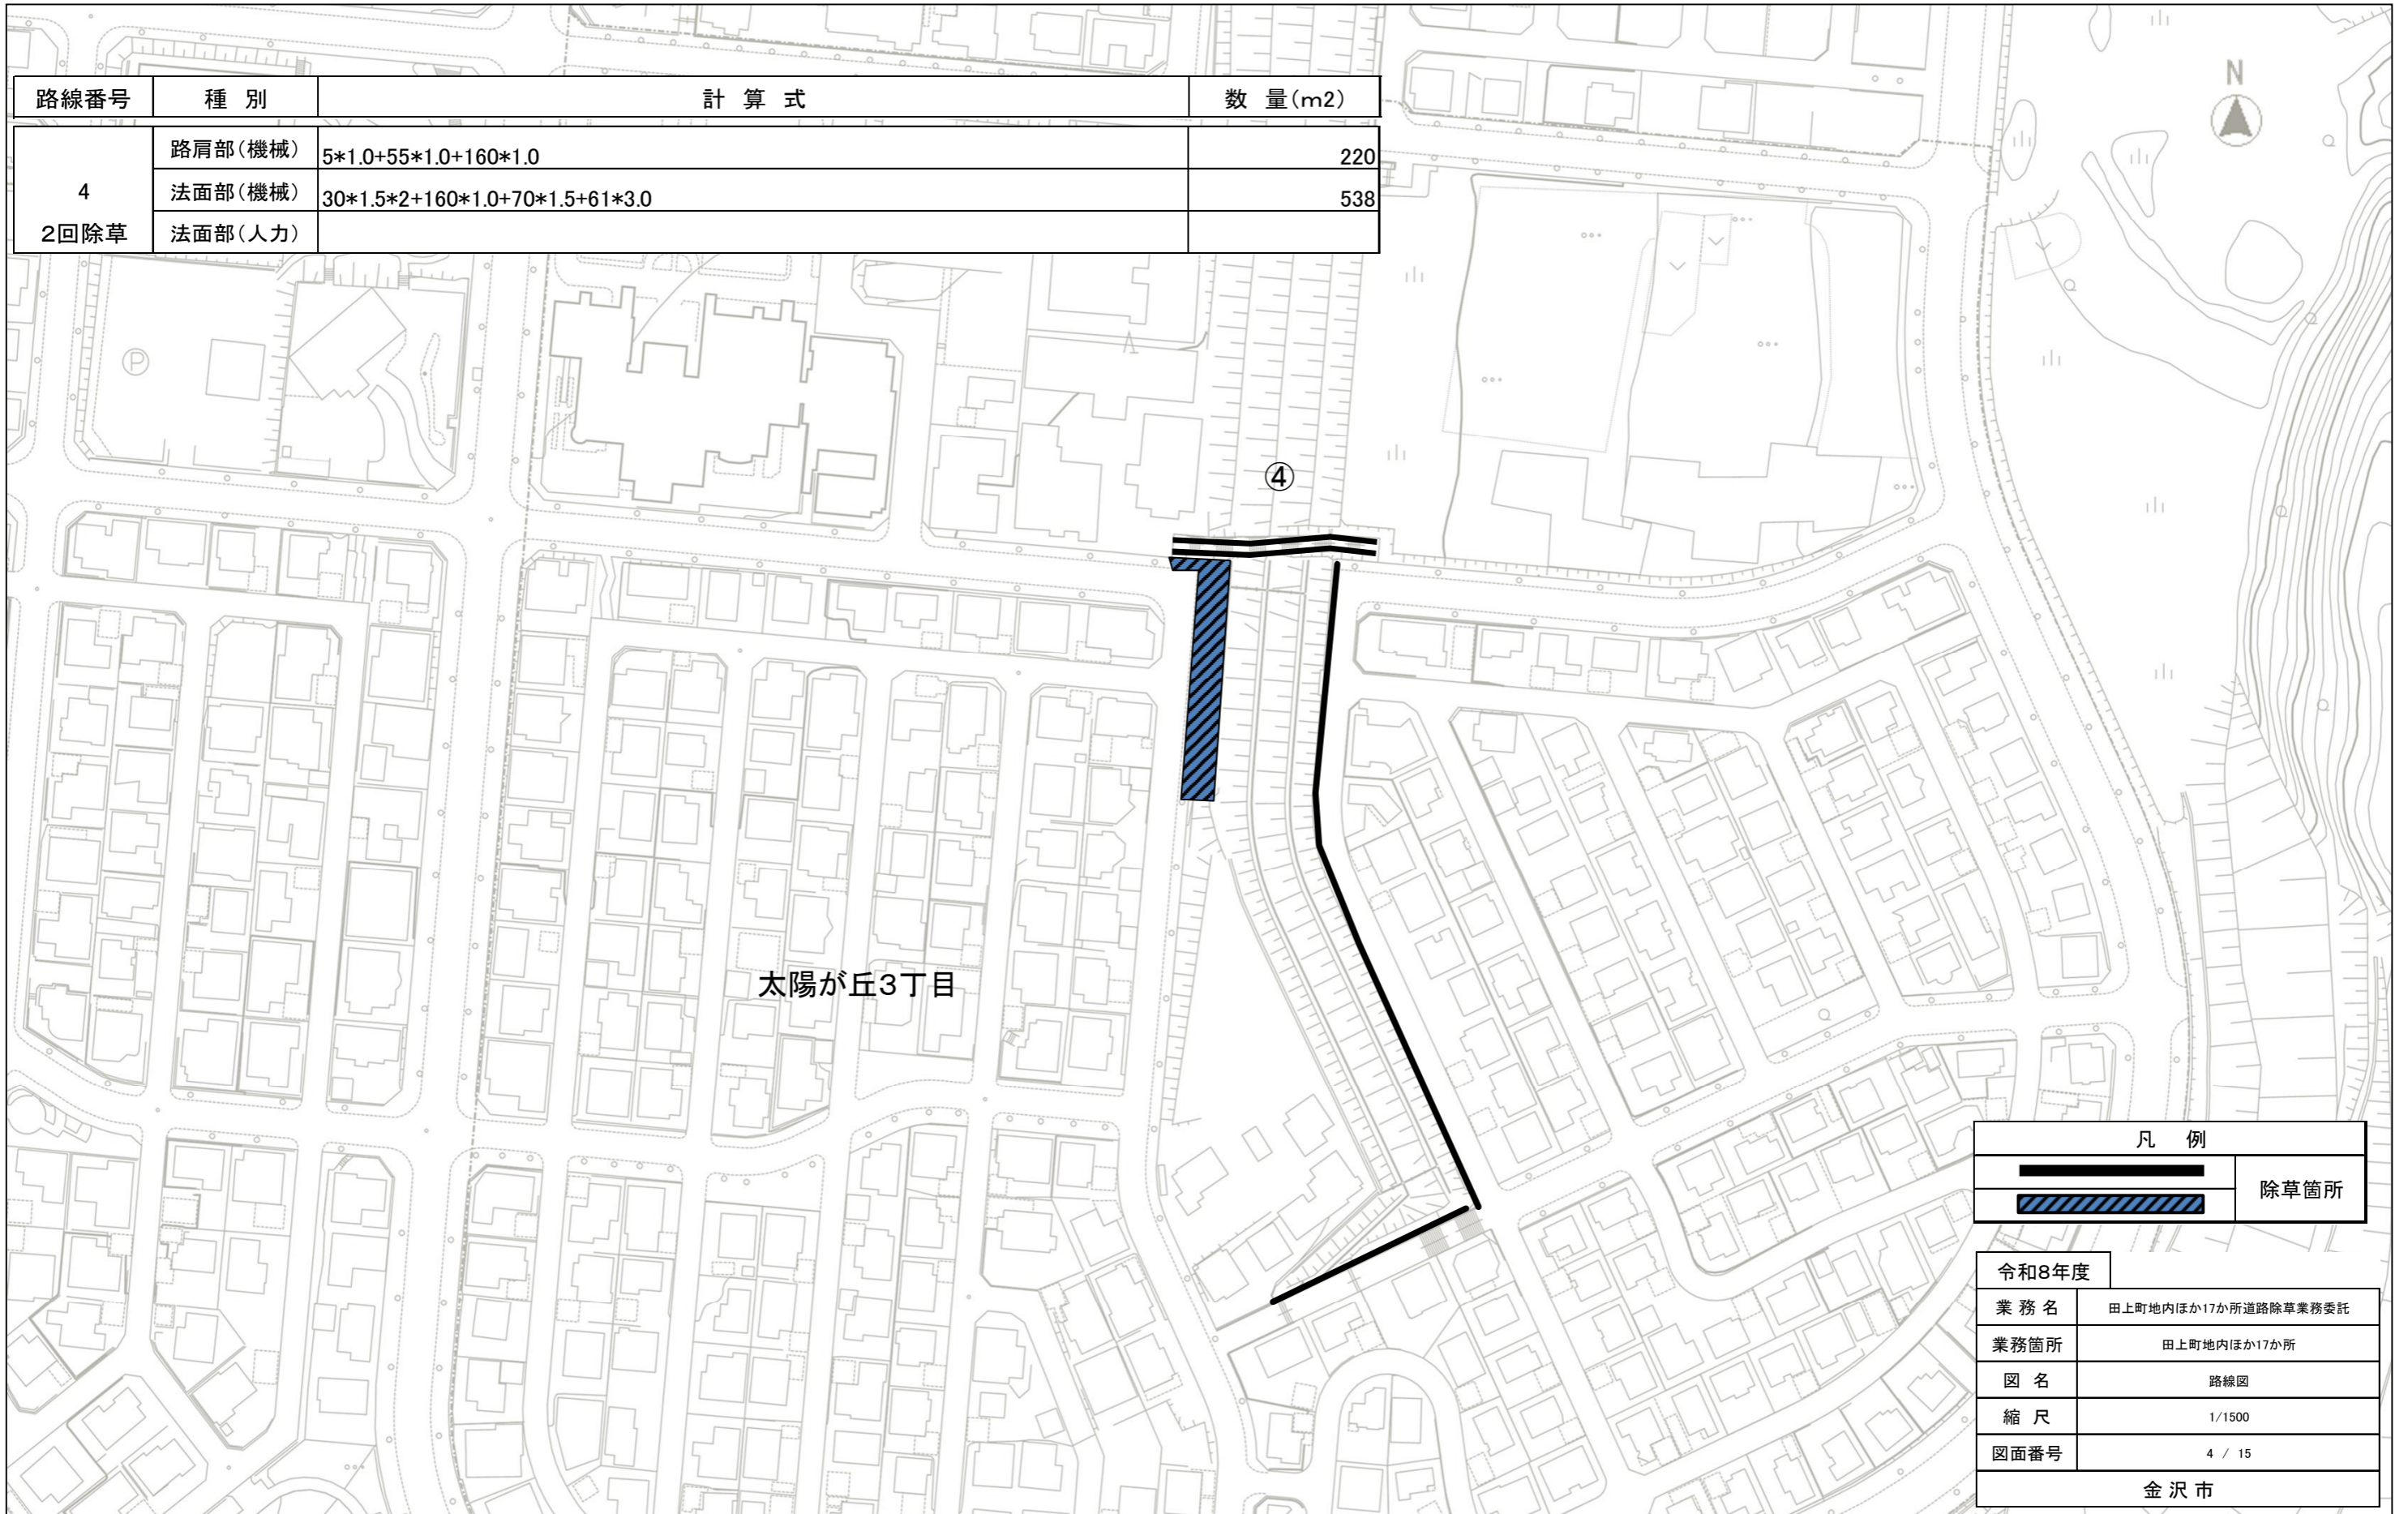 路線番号 種 別 計 算 式 数 量(m2)
路肩部(機械) 5*1.0+55*1.0+160*1.0 220
4 法面部(機械) 30*1.5*2+160*1.0+70*1.5+61*3.0 538
2回除草 法面部(人力)
N
P
④
太陽が丘3丁目
凡 例
除草箇所
令和8年度
業 務 名 田上町地内ほか17か所道路除草業務委託
業務箇所 田上町地内ほか17か所
図 名 路線図
縮 尺 1/1500
図面番号 4 / 15
金 沢 市